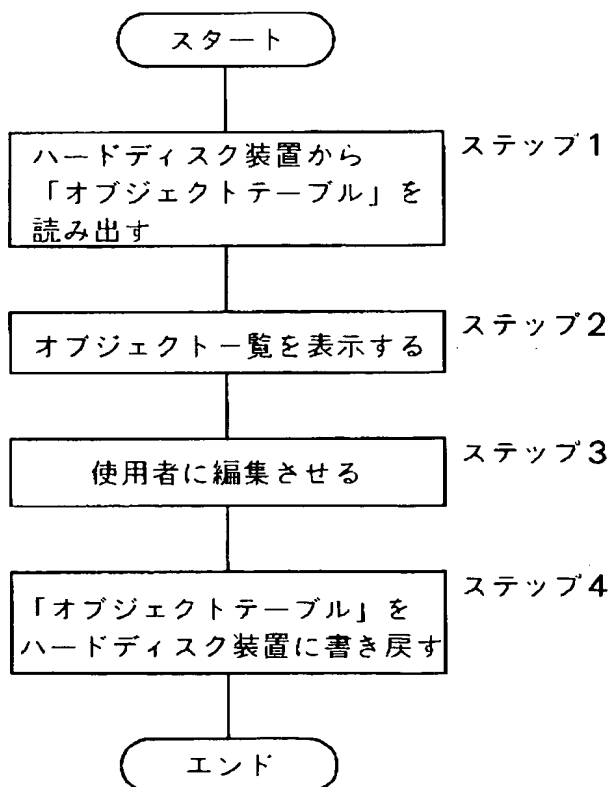 スタート
ステップ1
ハードディスク装置から
「オブジェクトテーブル」を
読み出す
ステップ2
オブジェクト一覧を表示する
ステップ3
使用者に編集させる
ステップ4
「オブジェクトテーブル」を
ハードディスク装置に書き戻す
エンド